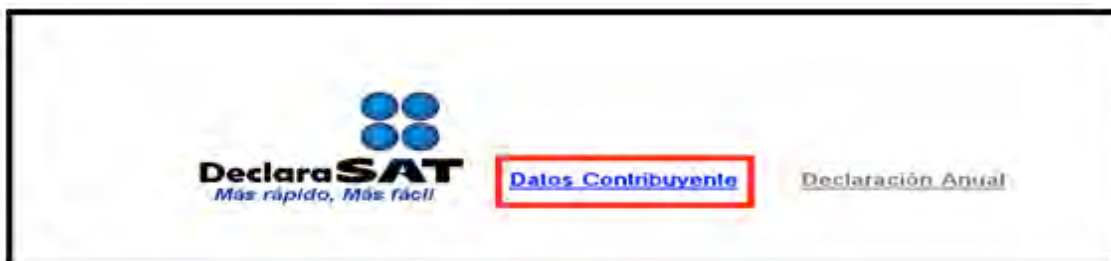 DeclaraSAT
Más rápido, Más fácil
Datos Contribuyente
Declaración Anual